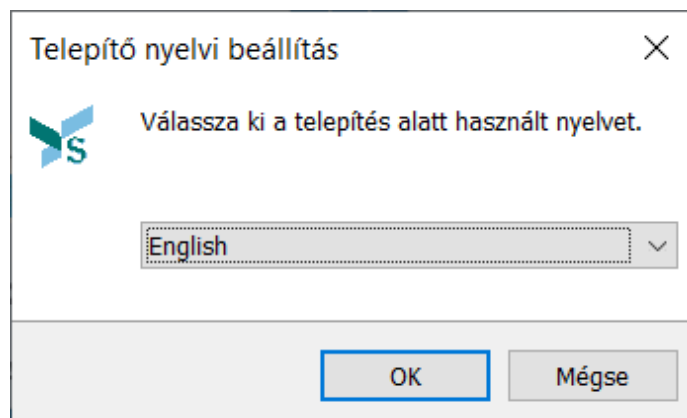 Telepítő nyelvi beállítás
Válassza ki a telepítés alatt használt nyelvet.
S
English
OK
Mégse